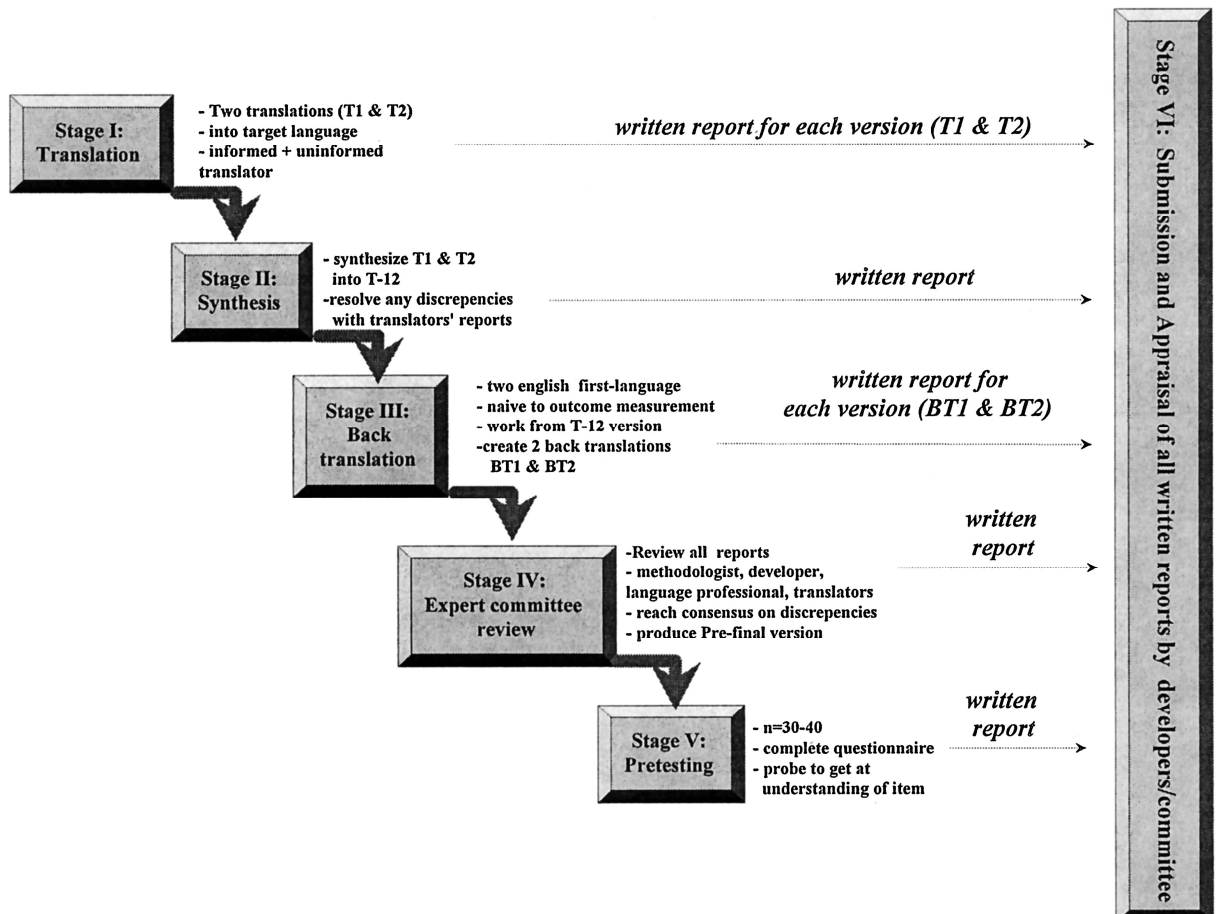 Stage I:
Translation
- Two translations (T1 & T2)
- into target language
- informed + uninformed
translator
written report for each version (T1 & T2)
Stage II:
Synthesis
- synthesize T1 & T2
into T-12
-resolve any discrepencies
with translators' reports
written report
Stage III:
Back
translation
- two english first-language
- naive to outcome measurement
- work from T-12 version
-create 2 back translations
BT1 & BT2
written report for
each version (BT1 & BT2)
Stage IV:
Expert committee
review
-Review all reports
- methodologist, developer,
language professional, translators
- reach consensus on discrepencies
- produce Pre-final version
written
report
Stage V:
Pretesting
- n=30-40
- complete questionnaire
- probe to get at
understanding of item
written
report
Stage VI: Submission and Appraisal of all written reports by developers/committee